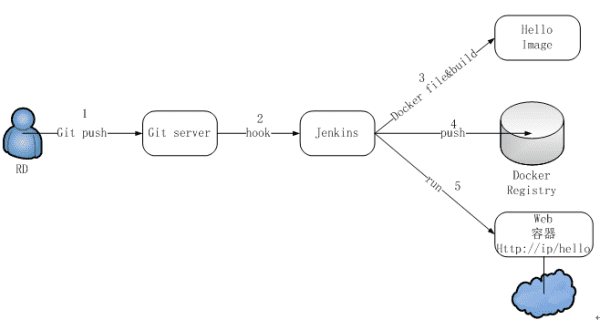 Hello
Image
3
Docker file&build
1
2
4
Git push
Git server
hook
Jenkins
push
RD
Docker
Registry
run
5
Web
容器
Http://ip/hello